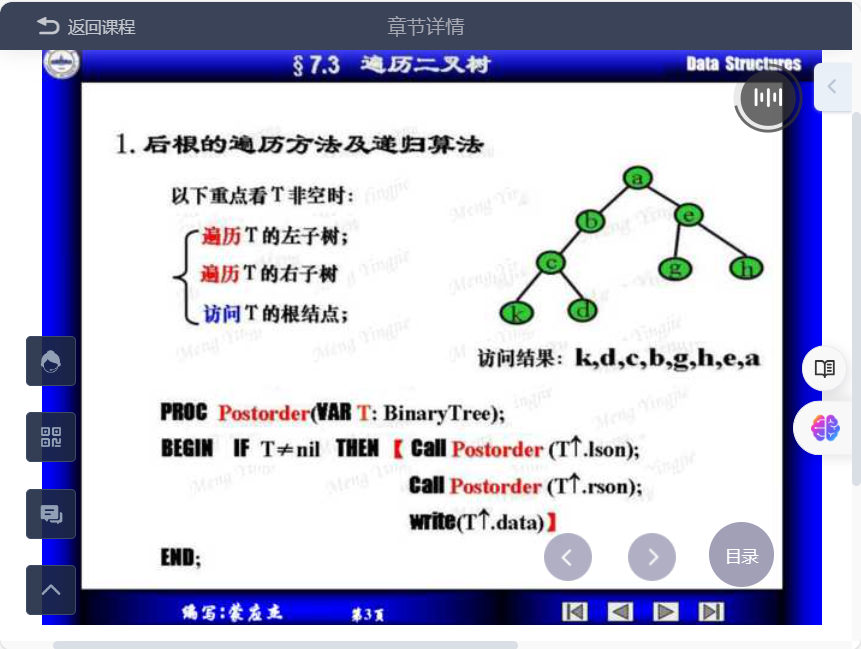 返回课程
章节详情
§7.3 遍历二叉树
Data Structures
1. 后根的遍历方法及递归算法
以下重点看T非空时:
遍历T的左子树;
遍历T的右子树
访问T的根结点;
a
b
e
c
g
h
k
d
访问结果: k,d,c,b,g,h,e,a
PROC Postorder(VAR T: BinaryTree);
BEGIN IF T≠nil THEN 【 Call Postorder (T↑.lson);
Call Postorder (T↑.rson);
write(T↑.data)】
END;
目录
编写:蒙应杰
第3页
Meng Yingjie